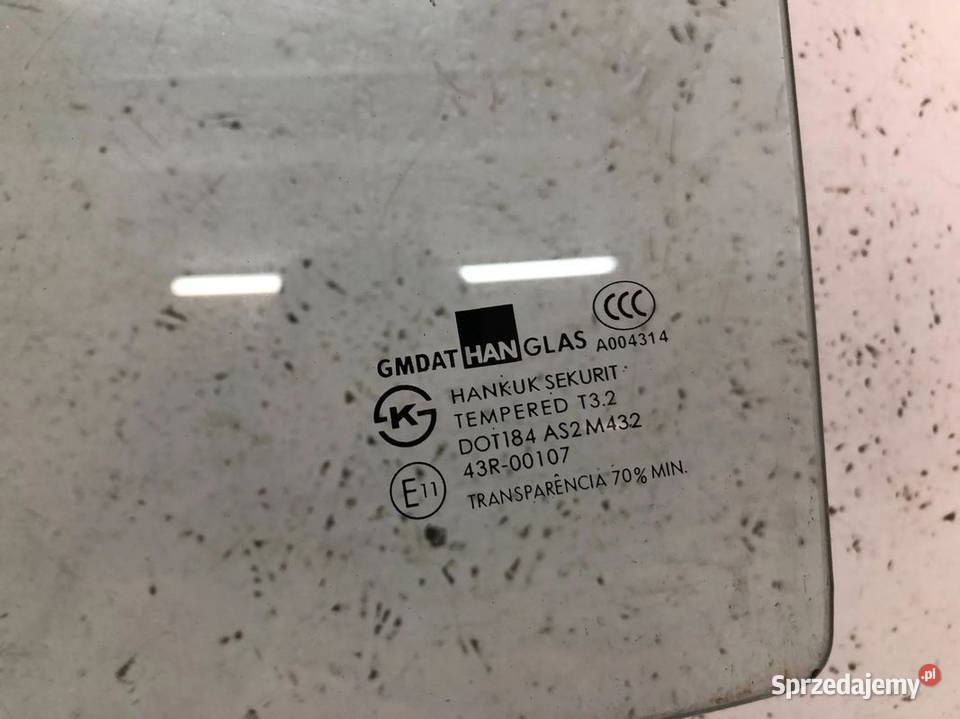 CCC
GMDAT HAN GLAS A004314
K HANKUK SEKURIT
TEMPERED T3.2
DOT184 AS2 M432
43R-00107
E11 TRANSPARÊNCIA 70% MIN.
Sprzedajemy.pl